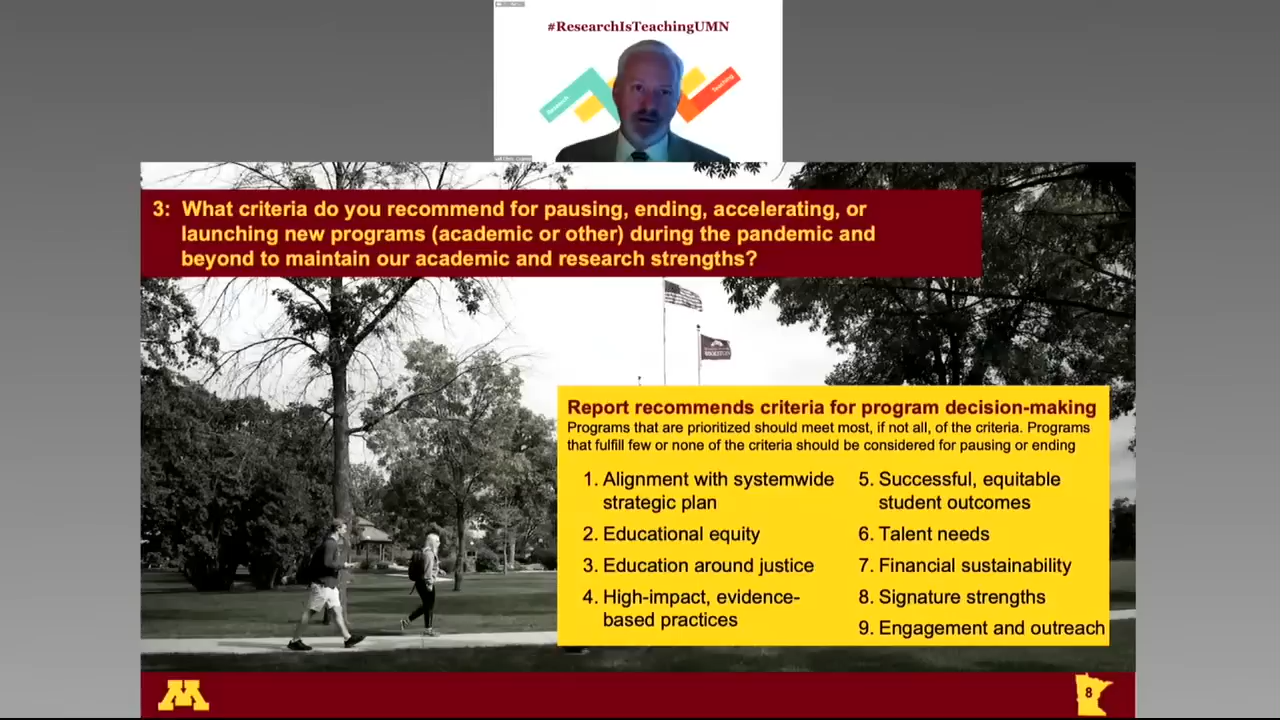 #ResearchIsTeachingUMN
Research
Teaching
3: What criteria do you recommend for pausing, ending, accelerating, or
launching new programs (academic or other) during the pandemic and
beyond to maintain our academic and research strengths?
Report recommends criteria for program decision-making
Programs that are prioritized should meet most, if not all, of the criteria. Programs
that fulfill few or none of the criteria should be considered for pausing or ending
1. Alignment with systemwide
strategic plan
2. Educational equity
3. Education around justice
4. High-impact, evidence-
based practices
5. Successful, equitable
student outcomes
6. Talent needs
7. Financial sustainability
8. Signature strengths
9. Engagement and outreach
M
8